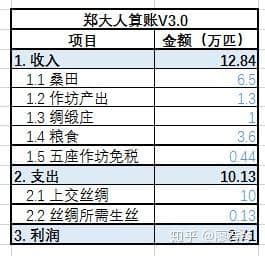 郑大人算账V3.0
项目 金额（万匹）
1. 收入 12.84
1.1 桑田 6.5
1.2 作坊产出 1.3
1.3 绸缎庄 1
1.4 粮食 3.6
1.5 五座作坊免税 0.44
2. 支出 10.13
2.1 上交丝绸 10
2.2 丝绸所需生丝 0.13
3. 利润 2.71
知乎